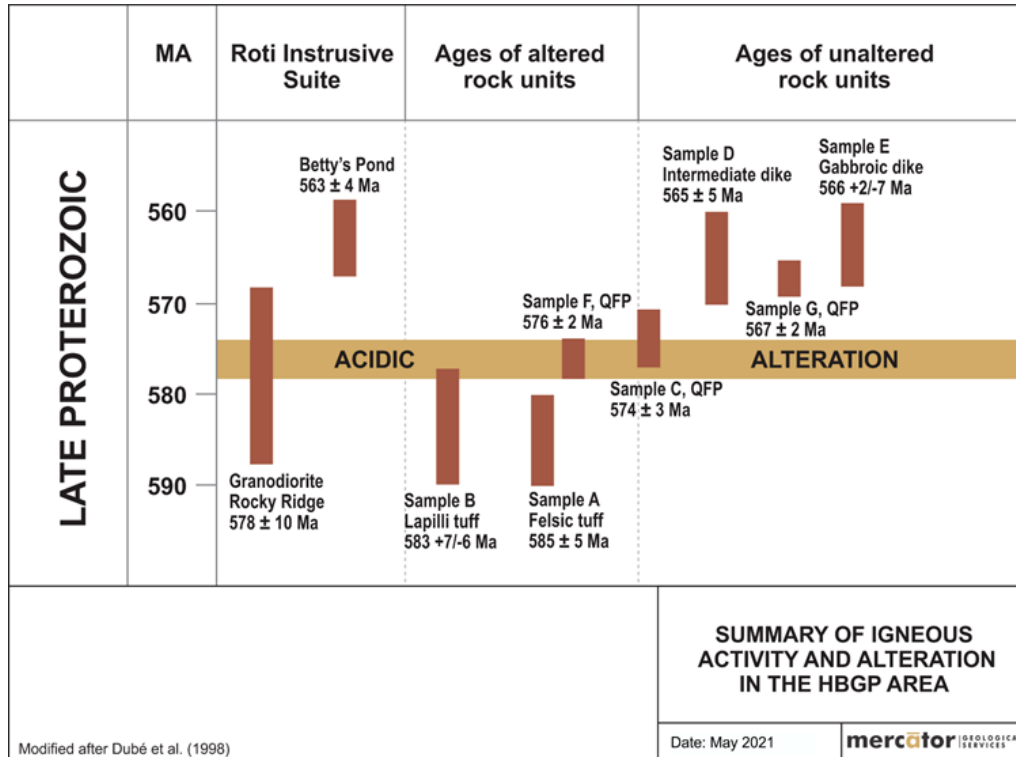 MA
Roti Instrusive
Suite
Ages of altered
rock units
Ages of unaltered
rock units
LATE PROTEROZOIC
560
570
580
590
Betty's Pond
563 ± 4 Ma
Granodiorite
Rocky Ridge
578 ± 10 Ma
ACIDIC
ALTERATION
Sample B
Lapilli tuff
583 +7/-6 Ma
Sample A
Felsic tuff
585 ± 5 Ma
Sample F, QFP
576 ± 2 Ma
Sample C, QFP
574 ± 3 Ma
Sample D
Intermediate dike
565 ± 5 Ma
Sample G, QFP
567 ± 2 Ma
Sample E
Gabbroic dike
566 +2/-7 Ma
SUMMARY OF IGNEOUS
ACTIVITY AND ALTERATION
IN THE HBGP AREA
Modified after Dubé et al. (1998)
Date: May 2021
mercātor GEOLOGICAL
SERVICES